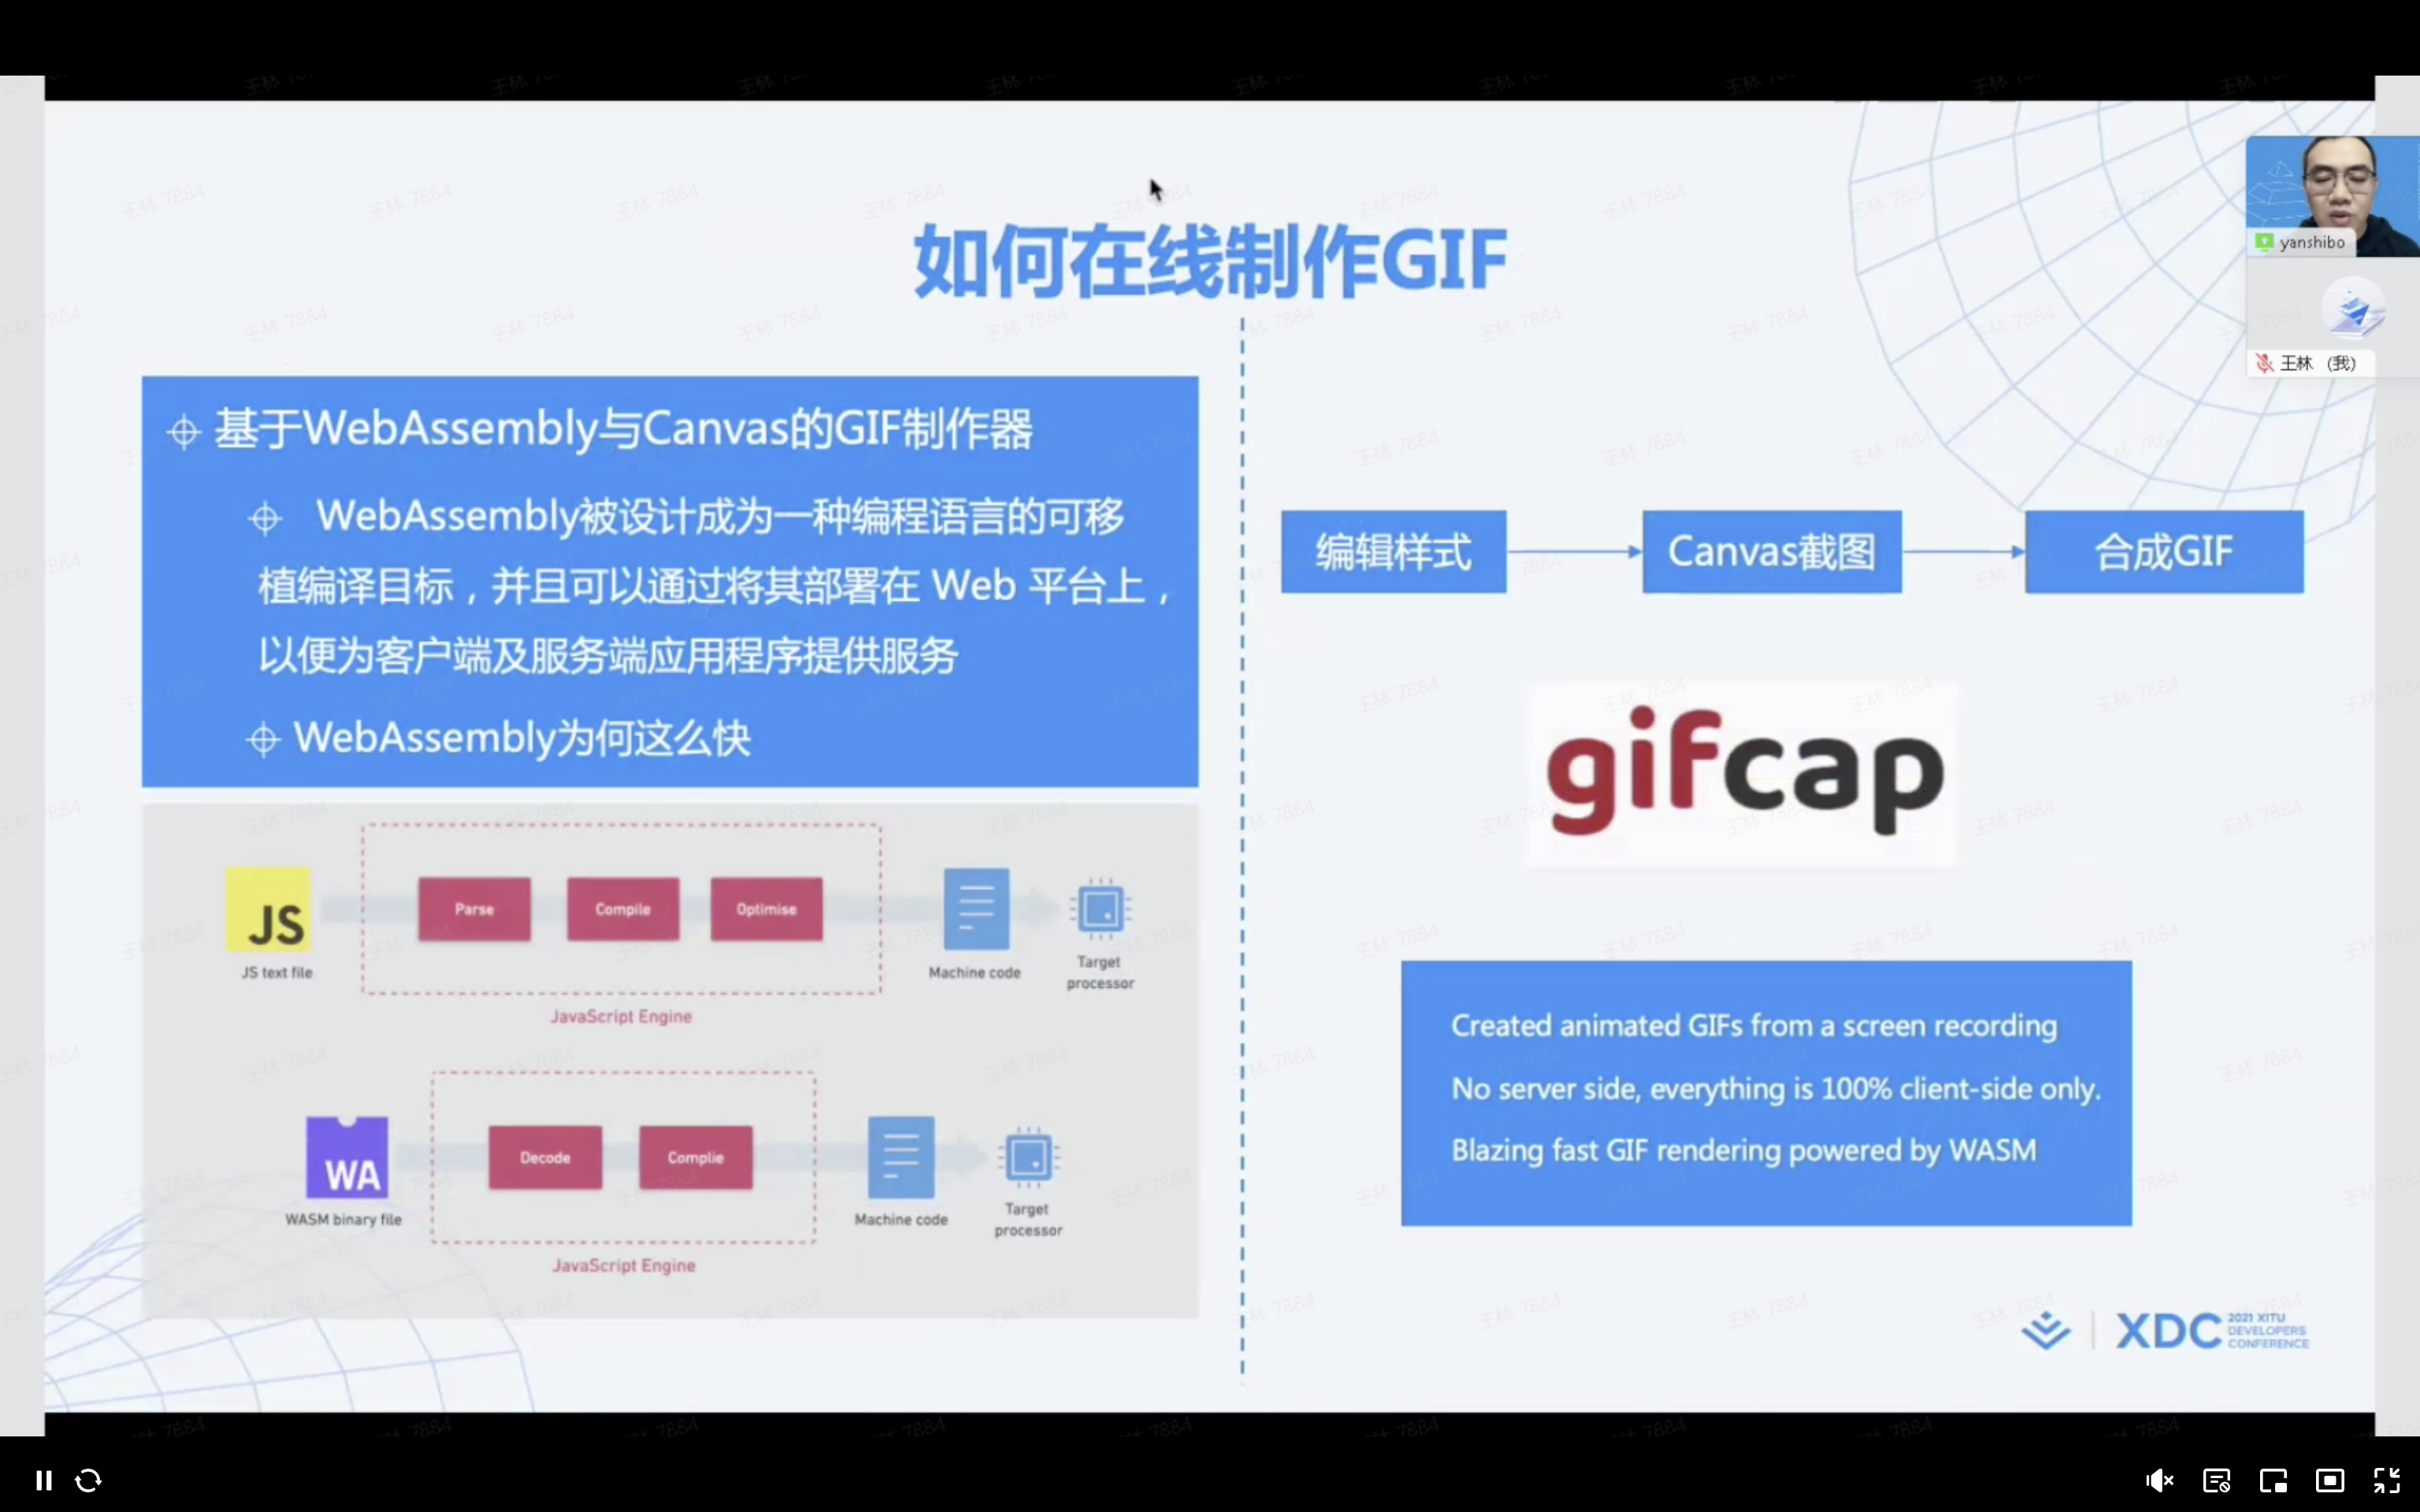 如何在线制作GIF
yanshibo
王林 （我）
基于WebAssembly与Canvas的GIF制作器
WebAssembly被设计成为一种编程语言的可移
植编译目标，并且可以通过将其部署在 Web 平台上，
以便为客户端及服务端应用程序提供服务
WebAssembly为何这么快
JS
JS text file
Parse
Compile
Optimise
JavaScript Engine
Machine code
Target
processor
WA
WASM binary file
Decode
Complie
JavaScript Engine
Machine code
Target
processor
编辑样式
Canvas截图
合成GIF
gifcap
Created animated GIFs from a screen recording
No server side, everything is 100% client-side only.
Blazing fast GIF rendering powered by WASM
XDC
2021 XITU
DEVELOPERS
CONFERENCE
王林 7884